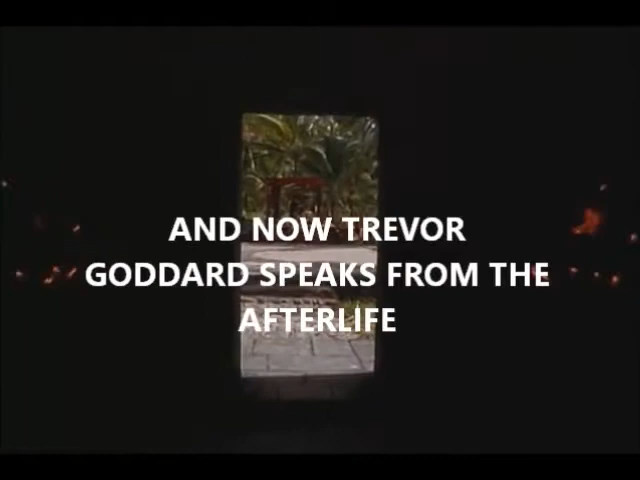 AND NOW TREVOR
GODDARD SPEAKS FROM THE
AFTERLIFE